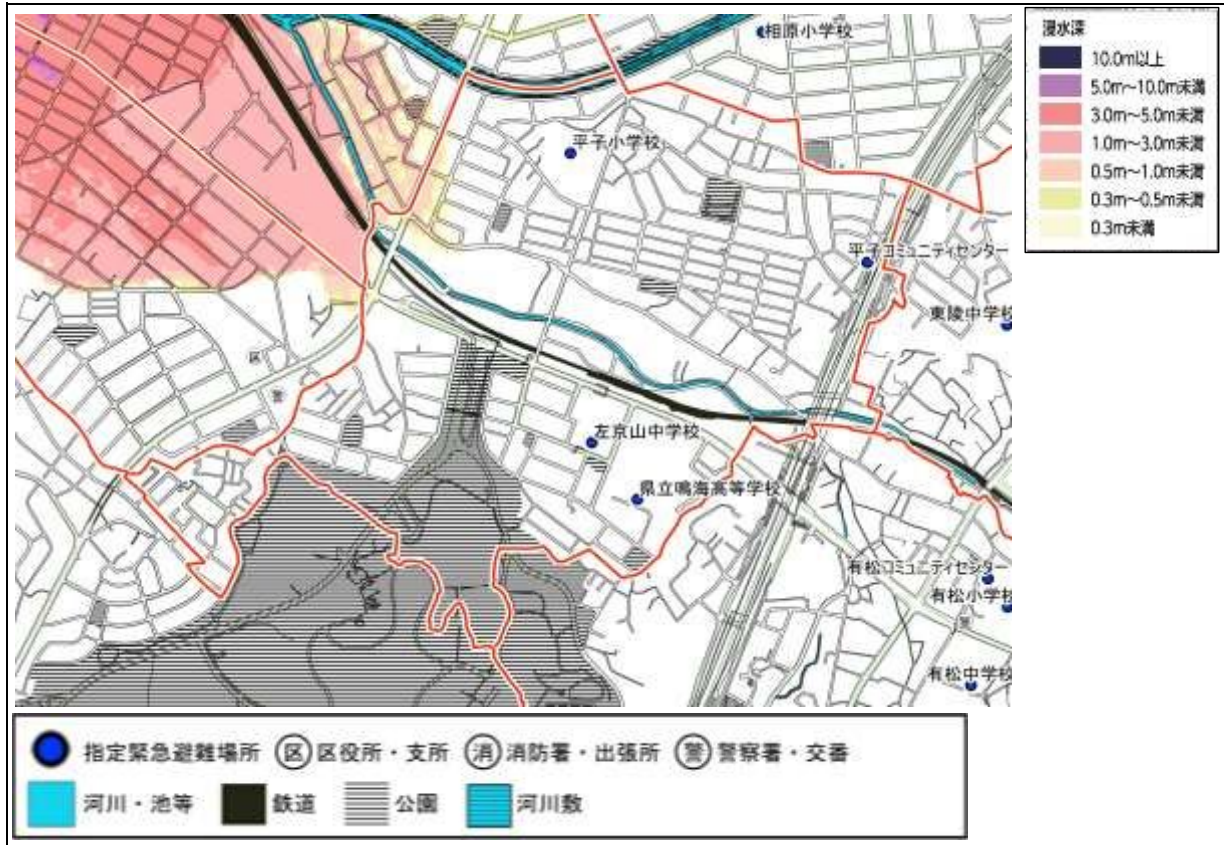 相原小学校
平子小学校
平子コミュニティセンター
東陵中学校
区
警
左京山中学校
県立鳴海高等学校
有松コミュニティセンター
有松小学校
警
有松中学校
浸水深
10.0m以上
5.0m～10.0m未満
3.0m～5.0m未満
1.0m～3.0m未満
0.5m～1.0m未満
0.3m～0.5m未満
0.3m未満
指定緊急避難場所 区 区役所・支所 消 消防署・出張所 警 警察署・交番
河川・池等 鉄道 公園 河川敷